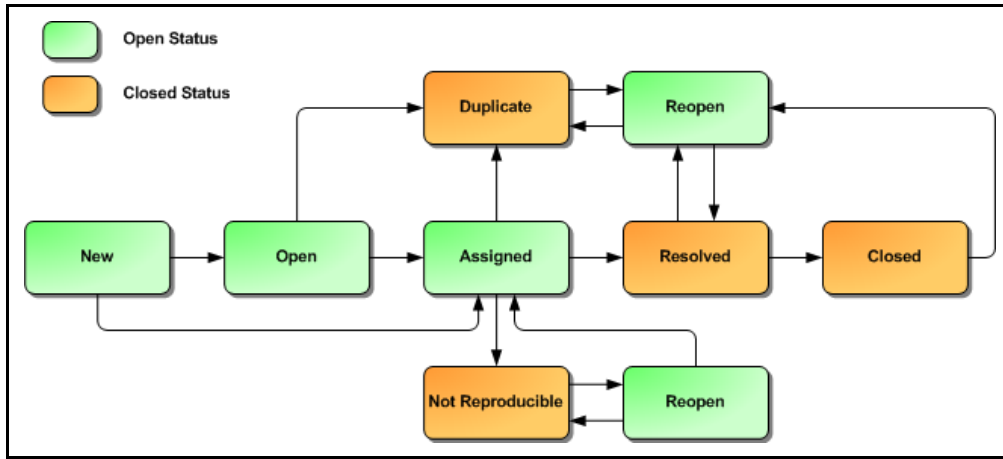 Open Status
Closed Status
Duplicate
Reopen
New
Open
Assigned
Resolved
Closed
Not Reproducible
Reopen